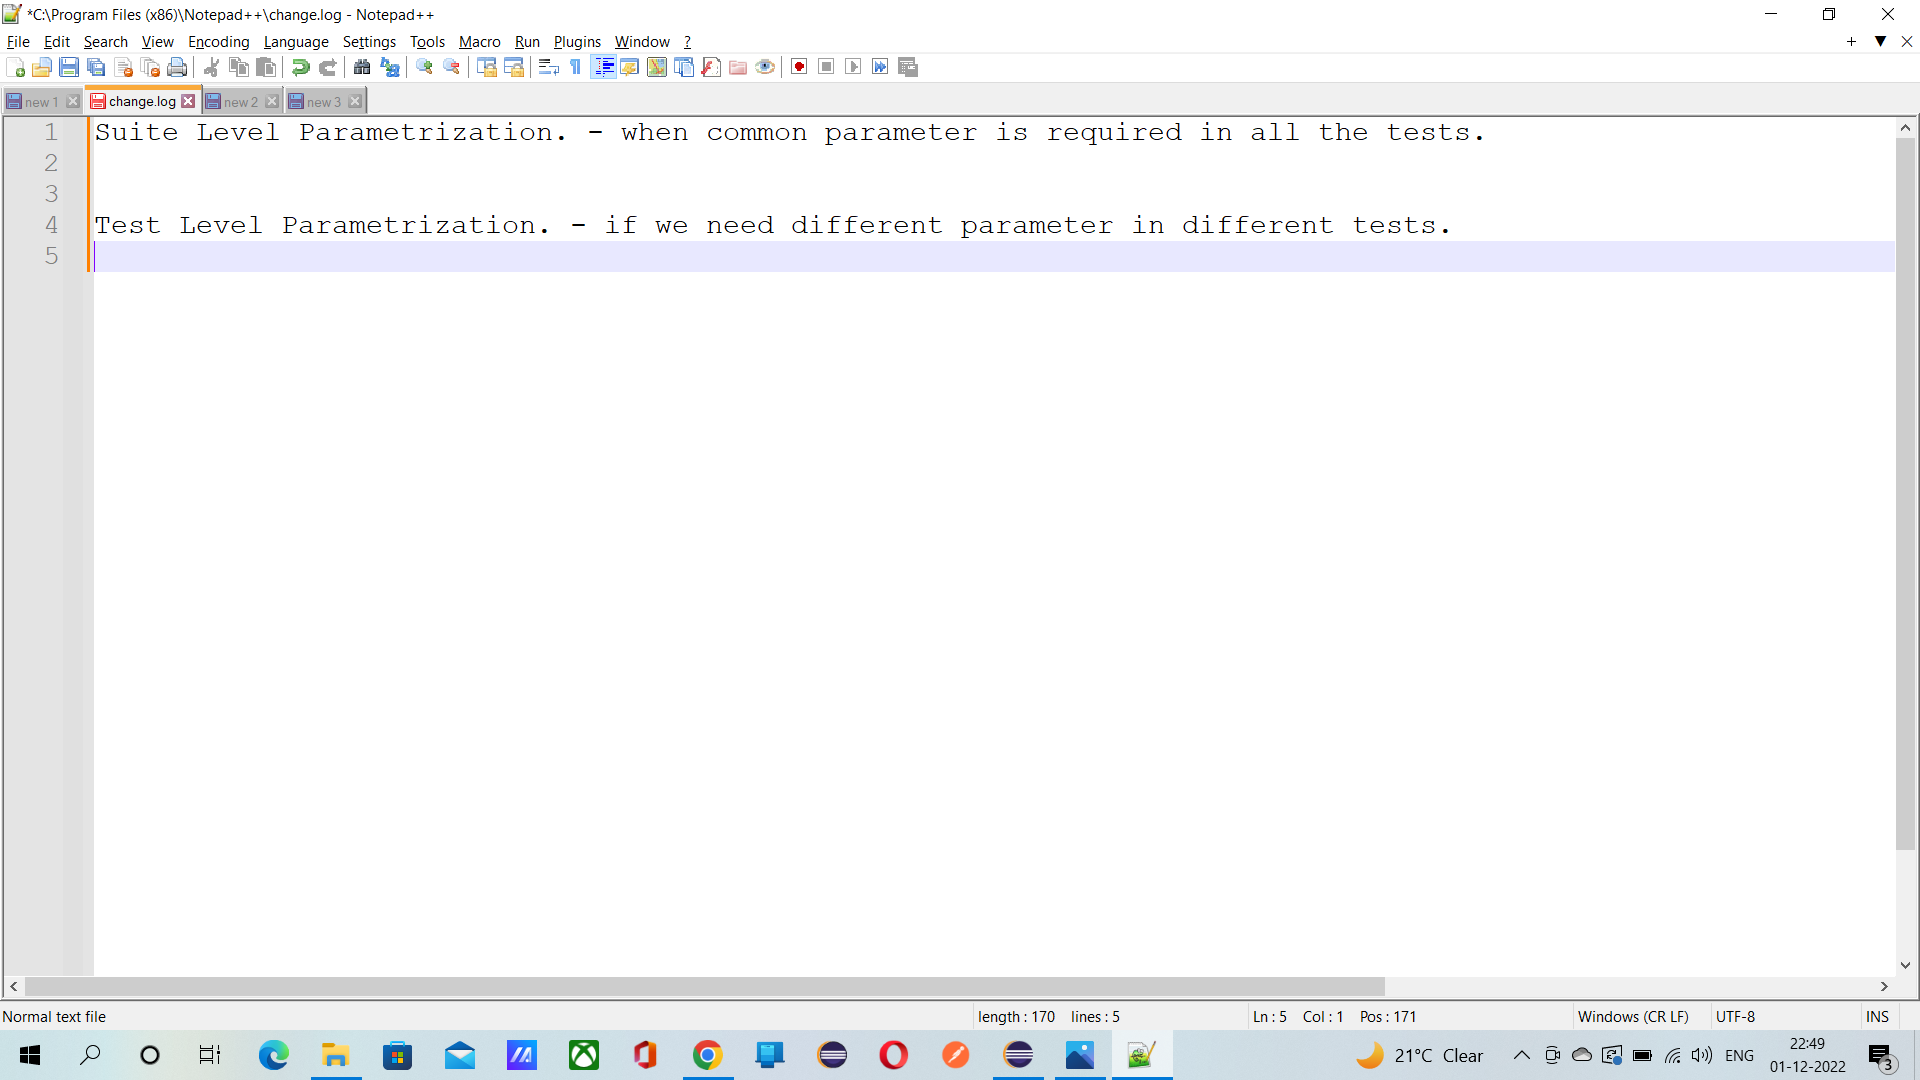 *C:\Program Files (x86)\Notepad++\change.log - Notepad++
File Edit Search View Encoding Language Settings Tools Macro Run Plugins Window ?
new 1 change.log new 2 new 3
1 Suite Level Parametrization. - when common parameter is required in all the tests.
2
3
4 Test Level Parametrization. - if we need different parameter in different tests.
5
Normal text file length : 170 lines : 5 Ln : 5 Col : 1 Pos : 171 Windows (CR LF) UTF-8 INS
21°C Clear ENG 22:49
01-12-2022 3